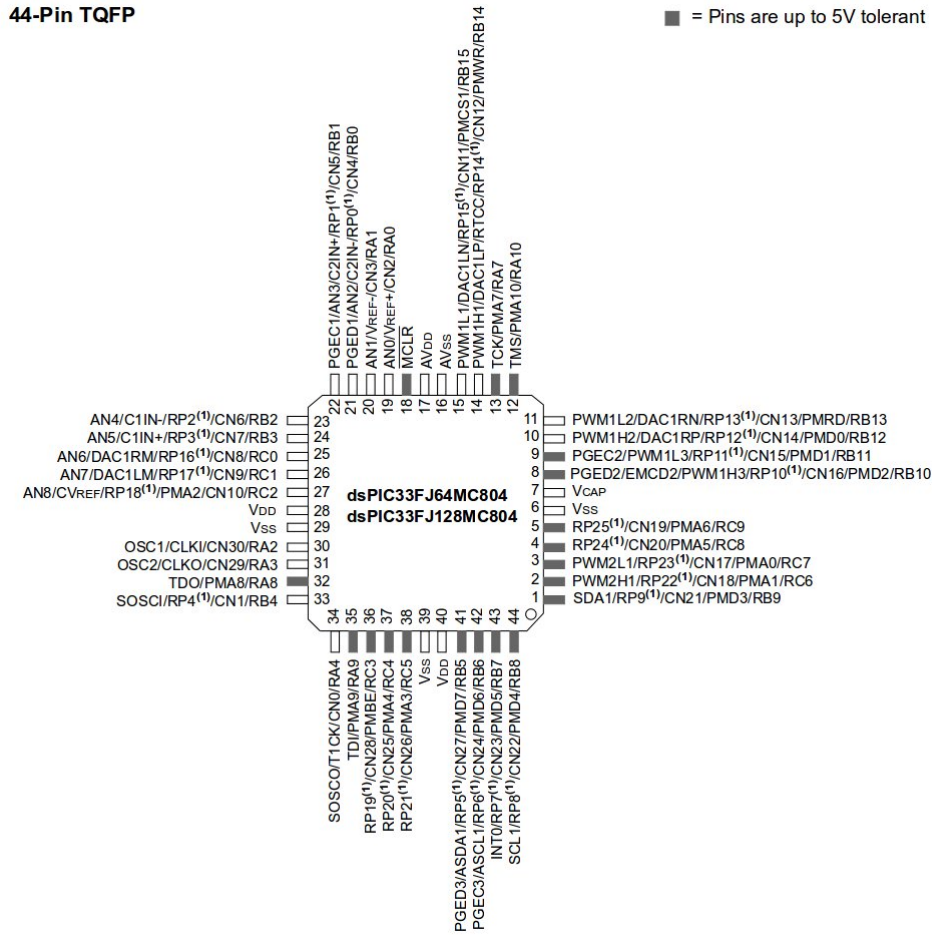 44-Pin TQFP
= Pins are up to 5V tolerant
PGEC1/AN3/C2IN+/RP1(1)/CN5/RB1
PGED1/AN2/C2IN-/RP0(1)/CN4/RB0
AN1/VREF-/CN3/RA1
AN0/VREF+/CN2/RA0
MCLR
AVDD
AVSS
PWM1L1/DAC1LN/RP15(1)/CN11/PMCS1/RB15
PWM1H1/DAC1LP/RTCC/RP14(1)/CN12/PMWR/RB14
TCK/PMA7/RA7
TMS/PMA10/RA10
22
21
20
19
18
17
16
15
14
13
12
AN4/C1IN-/RP2(1)/CN6/RB2 23
AN5/C1IN+/RP3(1)/CN7/RB3 24
AN6/DAC1RM/RP16(1)/CN8/RC0 25
AN7/DAC1LM/RP17(1)/CN9/RC1 26
AN8/CVREF/RP18(1)/PMA2/CN10/RC2 27
VDD 28
VSS 29
OSC1/CLKI/CN30/RA2 30
OSC2/CLKO/CN29/RA3 31
TDO/PMA8/RA8 32
SOSCI/RP4(1)/CN1/RB4 33
dsPIC33FJ64MC804
dsPIC33FJ128MC804
11 PWM1L2/DAC1RN/RP13(1)/CN13/PMRD/RB13
10 PWM1H2/DAC1RP/RP12(1)/CN14/PMD0/RB12
9 PGEC2/PWM1L3/RP11(1)/CN15/PMD1/RB11
8 PGED2/EMCD2/PWM1H3/RP10(1)/CN16/PMD2/RB10
7 VCAP
6 VSS
5 RP25(1)/CN19/PMA6/RC9
4 RP24(1)/CN20/PMA5/RC8
3 PWM2L1/RP23(1)/CN17/PMA0/RC7
2 PWM2H1/RP22(1)/CN18/PMA1/RC6
1 SDA1/RP9(1)/CN21/PMD3/RB9
34
35
36
37
38
39
40
41
42
43
44
SOSCO/T1CK/CN0/RA4
TDI/PMA9/RA9
RP19(1)/CN28/PMBE/RC3
RP20(1)/CN25/PMA4/RC4
RP21(1)/CN26/PMA3/RC5
VSS
VDD
PGED3/ASDA1/RP5(1)/CN27/PMD7/RB5
PGEC3/ASCL1/RP6(1)/CN24/PMD6/RB6
INT0/RP7(1)/CN23/PMD5/RB7
SCL1/RP8(1)/CN22/PMD4/RB8